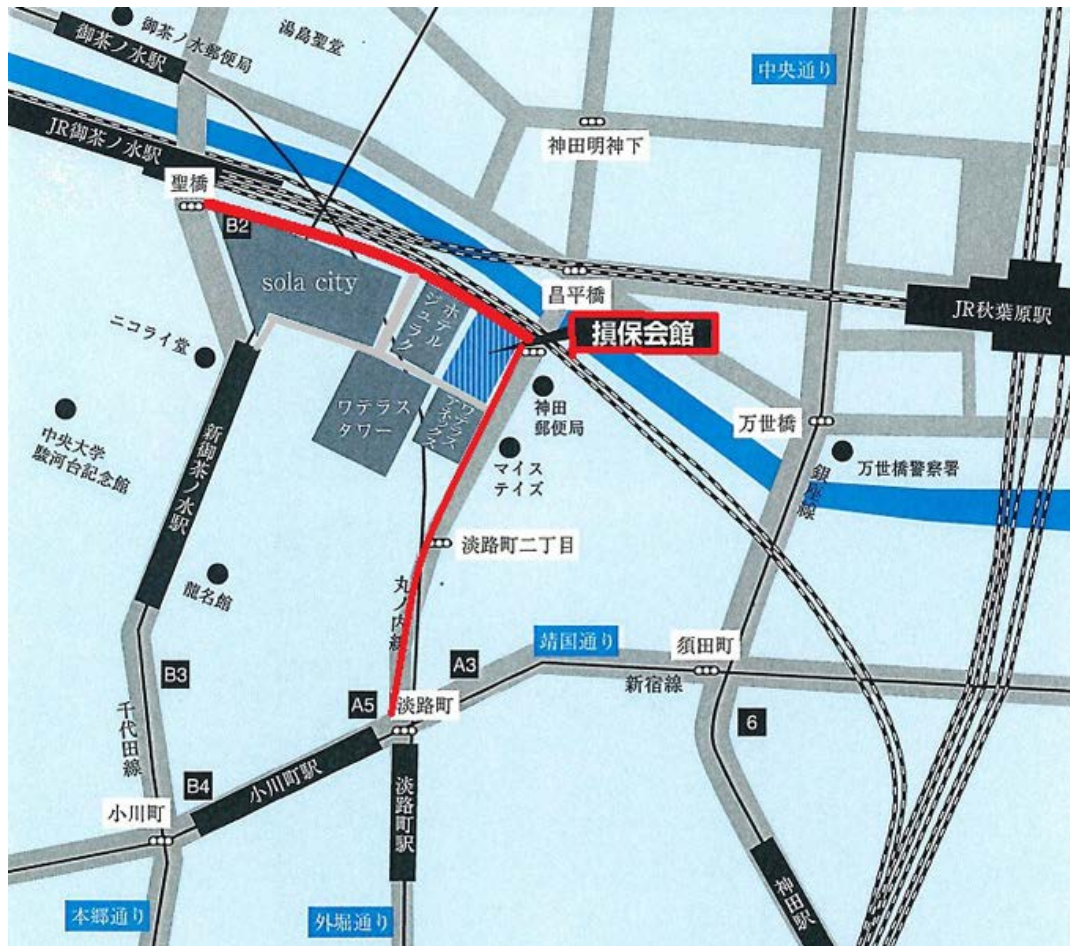 御茶ノ水駅
御茶ノ水郵便局
湯島聖堂
中央通り
JR御茶ノ水駅
神田明神下
聖橋
B2
sola city
昌平橋
JR秋葉原駅
ホテル
ジュラク
損保会館
ニコライ堂
ワテラス
タワー
ワテラス
アネックス
神田
郵便局
万世橋
中央大学
駿河台記念館
新御茶ノ水駅
マイス
テイズ
銀座線
万世橋警察署
淡路町二丁目
龍名館
丸ノ内線
靖国通り
須田町
新宿線
B3
A3
A5
淡路町
6
千代田線
B4
小川町駅
淡路町駅
小川町
神田駅
本郷通り
外堀通り